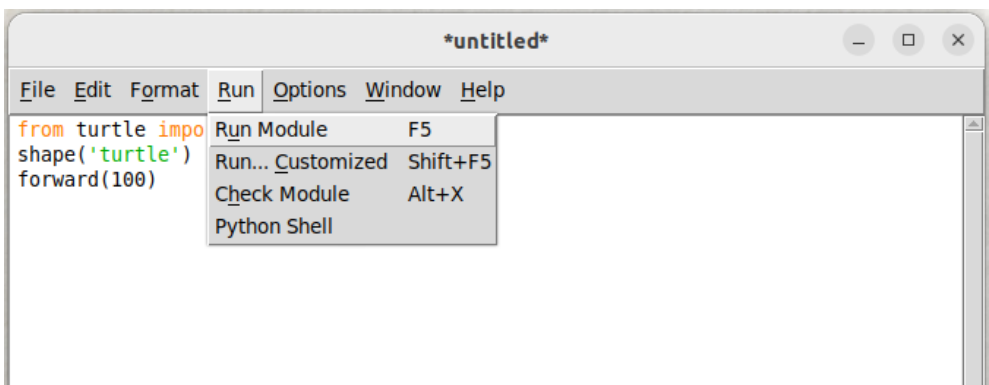 *untitled*
File Edit Format Run Options Window Help
from turtle impo
shape('turtle')
forward(100)
Run Module F5
Run... Customized Shift+F5
Check Module Alt+X
Python Shell